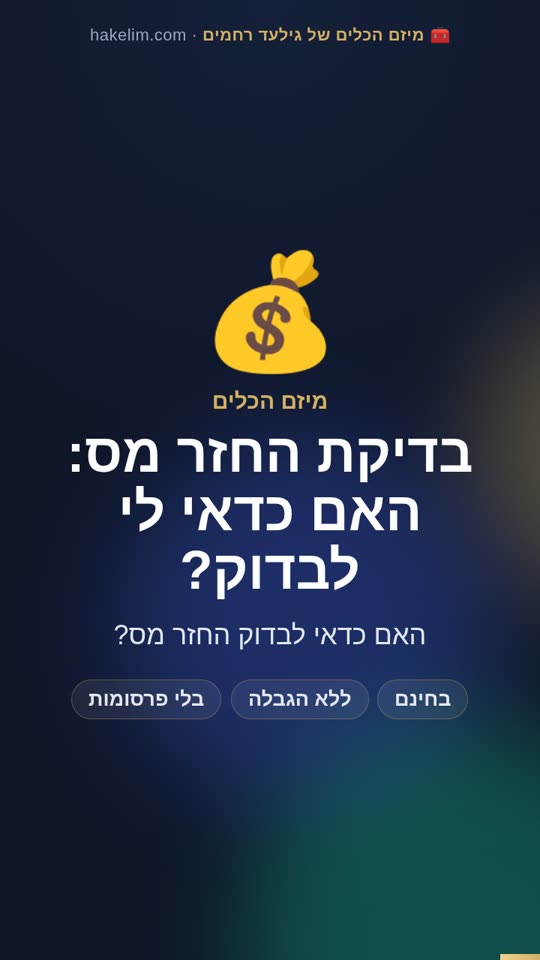 🧰 מיזם הכלים של גילעד רחמים · hakelim.com
$
מיזם הכלים
בדיקת החזר מס:
האם כדאי לי
לבדוק?
האם כדאי לבדוק החזר מס?
בחינם
ללא הגבלה
בלי פרסומות